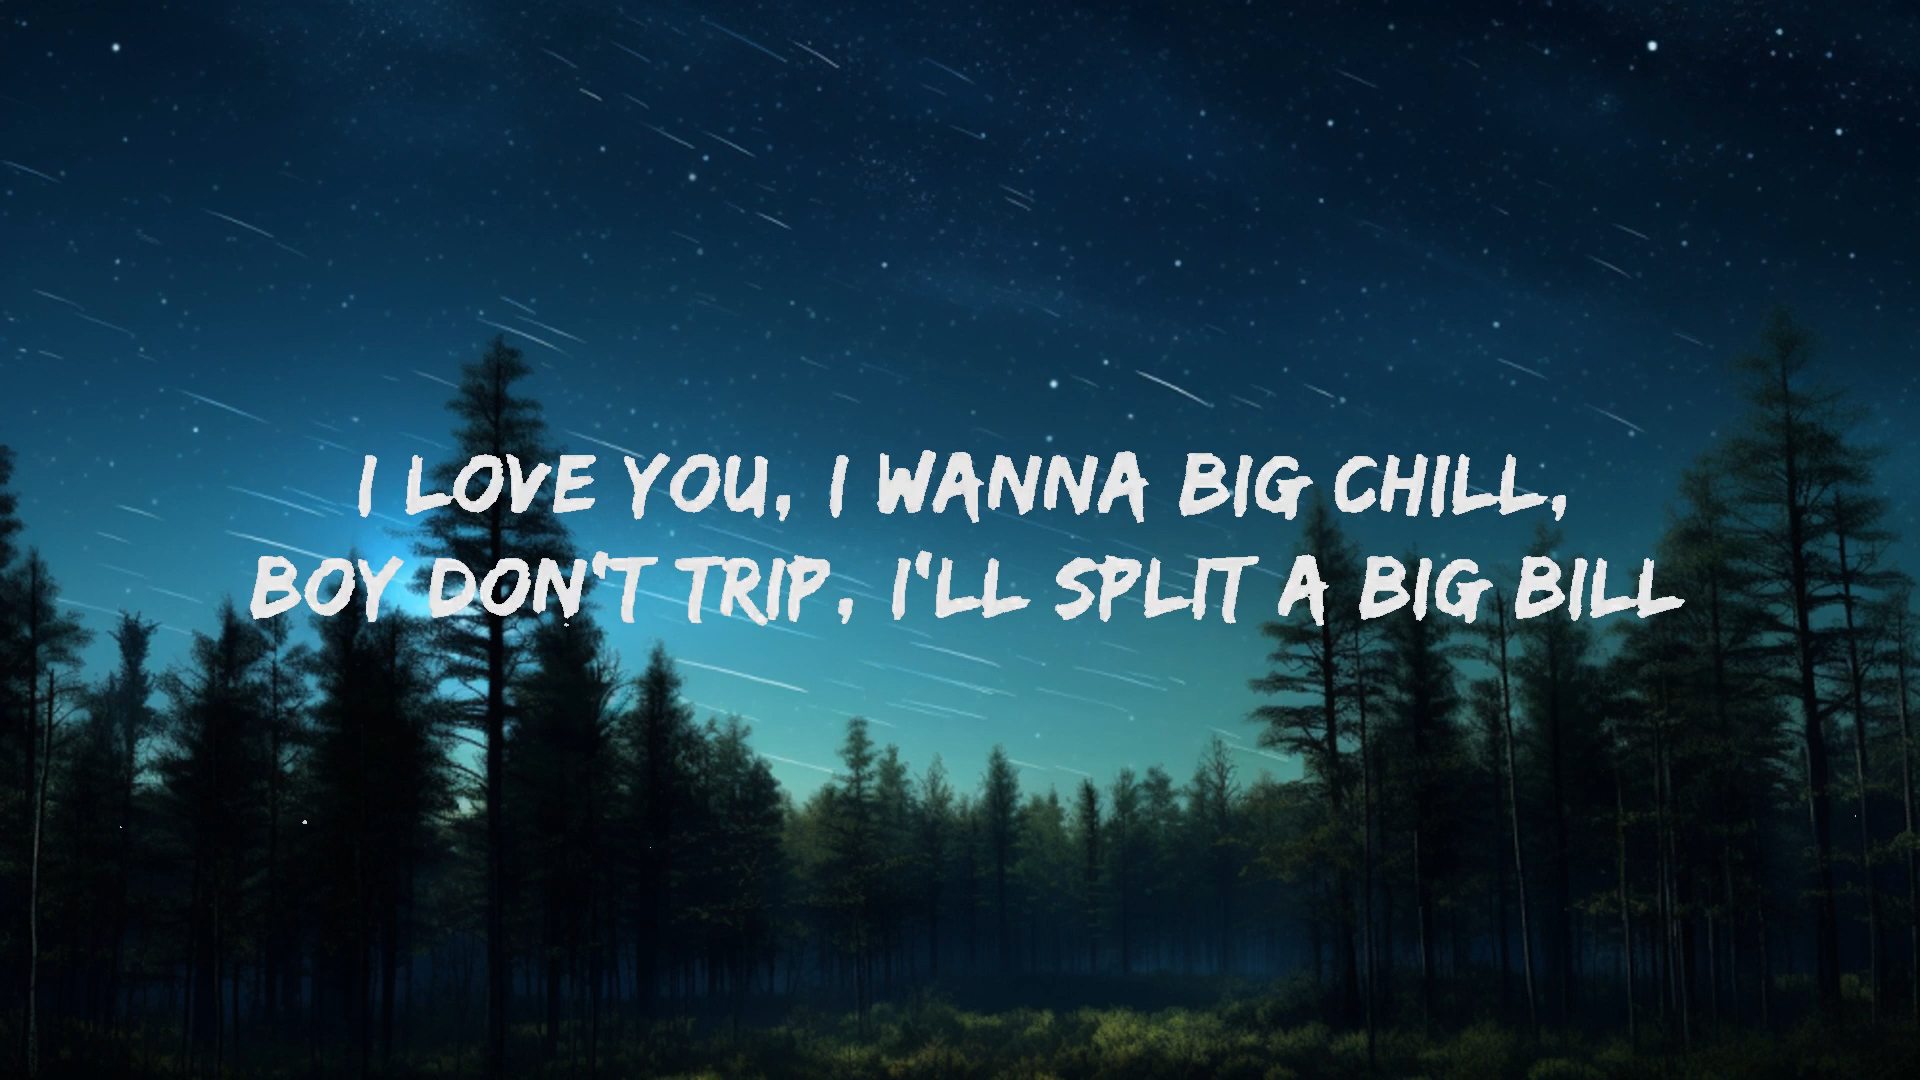 I LOVE YOU, I WANNA BIG CHILL,
BOY DON'T TRIP, I'LL SPLIT A BIG BILL